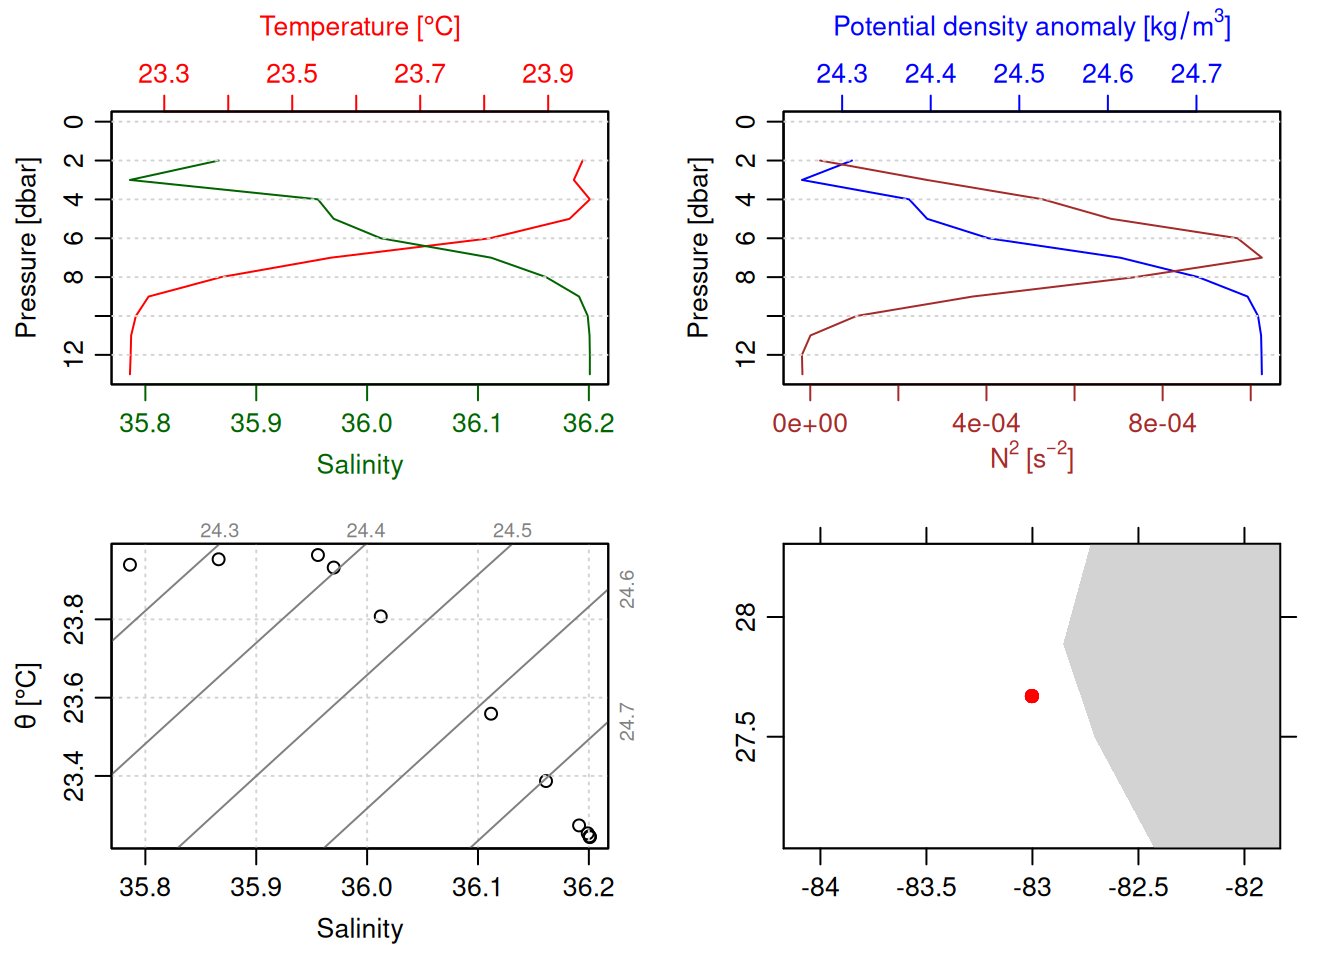 Temperature [°C]
23.3 23.5 23.7 23.9
Pressure [dbar]
0
2
4
6
8
12
35.8 35.9 36.0 36.1 36.2
Salinity
Potential density anomaly [kg/m³]
24.3 24.4 24.5 24.6 24.7
Pressure [dbar]
0
2
4
6
8
12
0e+00 4e-04 8e-04
N² [s⁻²]
24.3 24.4 24.5
24.6
24.7
θ [°C]
23.8
23.6
23.4
35.8 35.9 36.0 36.1 36.2
Salinity
28
27.5
-84 -83.5 -83 -82.5 -82